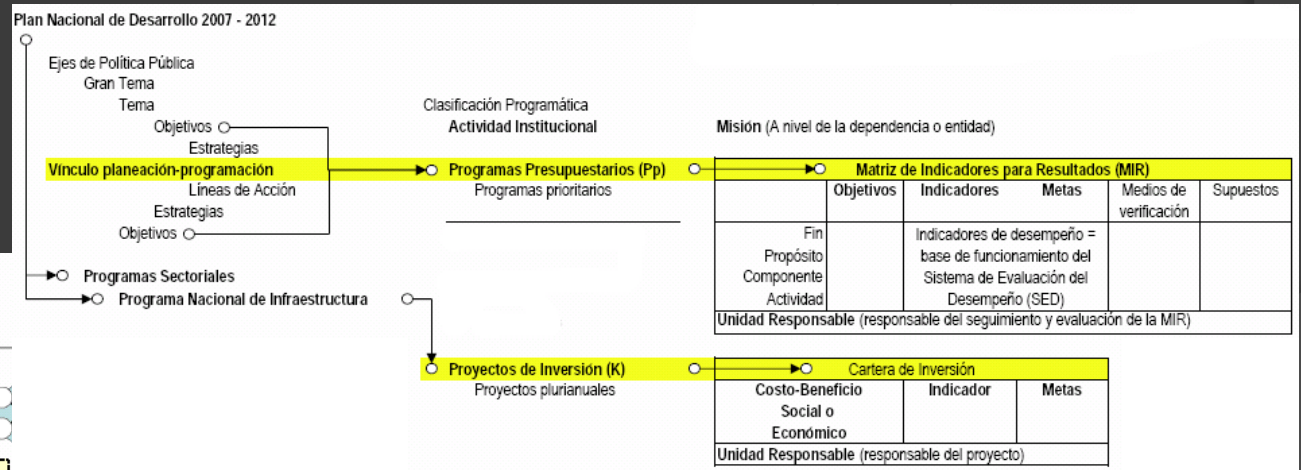 Plan Nacional de Desarrollo 2007 - 2012
Ejes de Política Pública
Gran Tema
Tema
Objetivos
Estrategias
Vínculo planeación-programación
Líneas de Acción
Estrategias
Objetivos
Programas Sectoriales
Programa Nacional de Infraestructura
Clasificación Programática
Actividad Institucional
Programas Presupuestarios (Pp)
Programas prioritarios
Proyectos de Inversión (K)
Proyectos plurianuales
Misión (A nivel de la dependencia o entidad)
Matriz de Indicadores para Resultados (MIR)
Objetivos Indicadores Metas Medios de verificación Supuestos
Fin
Propósito
Componente
Actividad
Indicadores de desempeño =
base de funcionamiento del
Sistema de Evaluación del
Desempeño (SED)
Unidad Responsable (responsable del seguimiento y evaluación de la MIR)
Cartera de Inversión
Costo-Beneficio
Social o
Económico
Indicador
Metas
Unidad Responsable (responsable del proyecto)